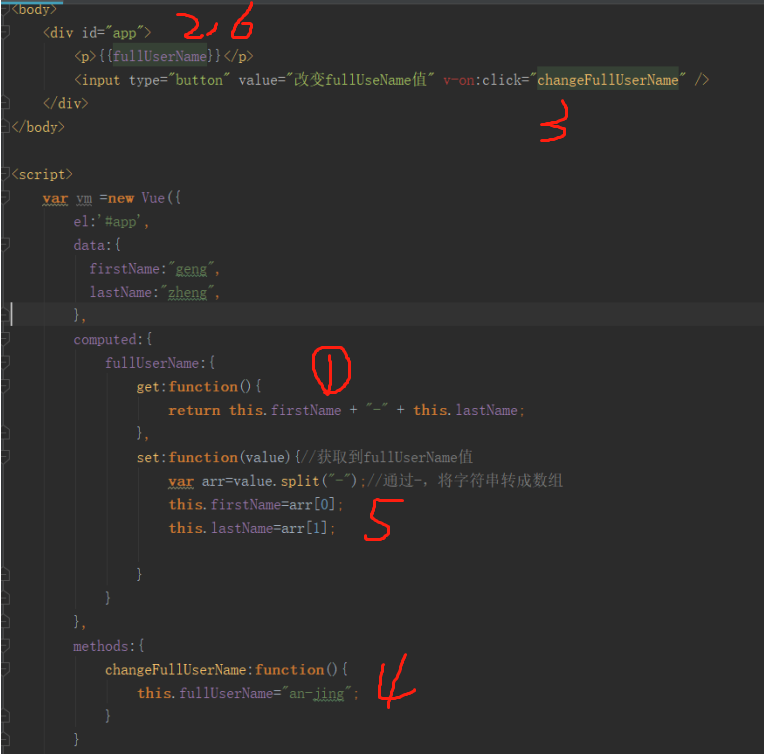 <body>
2,6
<div id="app">
<p>{{fullUserName}}</p>
<input type="button" value="改变fullUseName值" v-on:click="changeFullUserName" />
3
</div>
</body>
<script>
var vm =new Vue({
el:'#app',
data:{
firstName:"geng",
lastName:"zheng",
},
computed:{
fullUserName:{
①
get:function(){
return this.firstName + "-" + this.lastName;
},
set:function(value){//获取到fullUserName值
var arr=value.split("-");//通过-，将字符串转成数组
this.firstName=arr[0];
5
this.lastName=arr[1];
}
}
},
methods:{
changeFullUserName:function(){
4
this.fullUserName="an-jing";
}
}